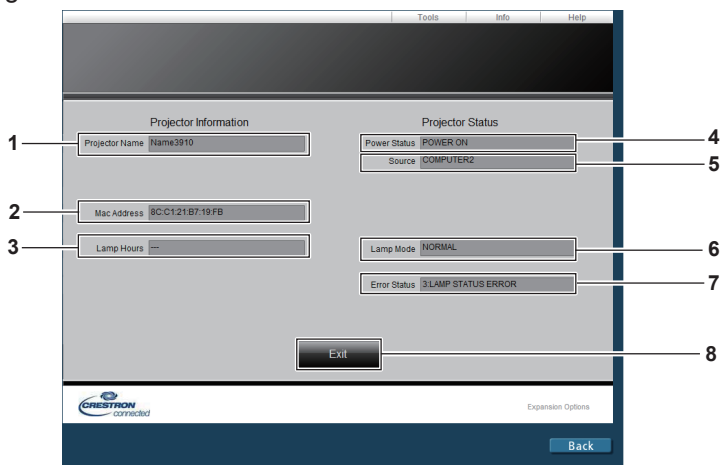 Tools Info Help
Projector Information Projector Status
1 Projector Name Name3910 Power Status POWER ON 4
Source COMPUTER2 5
2 Mac Address 8C:C1:21:B7:19:FB
3 Lamp Hours --- Lamp Mode NORMAL 6
Error Status 3:LAMP STATUS ERROR 7
Exit 8
CRESTRON
connected Expansion Options
Back